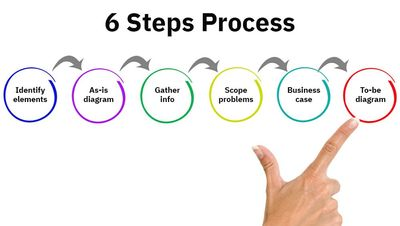 6 Steps Process
Identify
elements
As-is
diagram
Gather
info
Scope
problems
Business
case
To-be
diagram